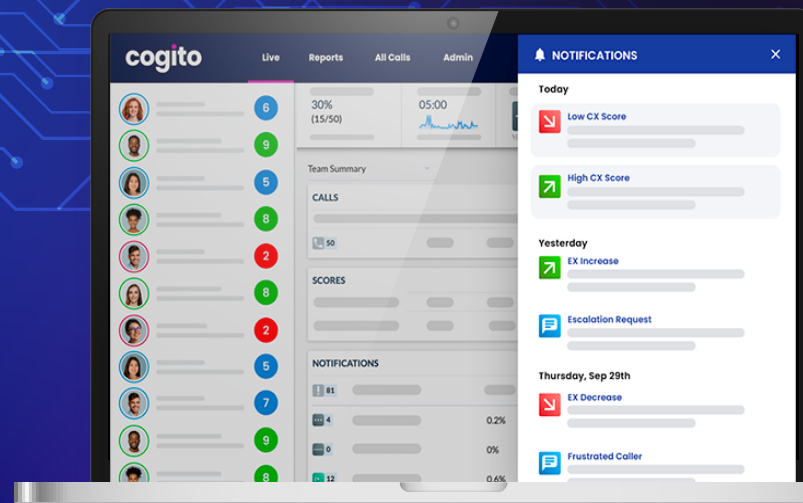 cogito
Live
Reports
All Calls
Admin
NOTIFICATIONS
6
9
5
8
2
8
2
5
7
9
8
30%
(15/50)
05:00
Team Summary
CALLS
50
SCORES
NOTIFICATIONS
81
4
0.2%
0
0%
12
0.6%
Today
Low CX Score
High CX Score
Yesterday
EX Increase
Escalation Request
Thursday, Sep 29th
EX Decrease
Frustrated Caller